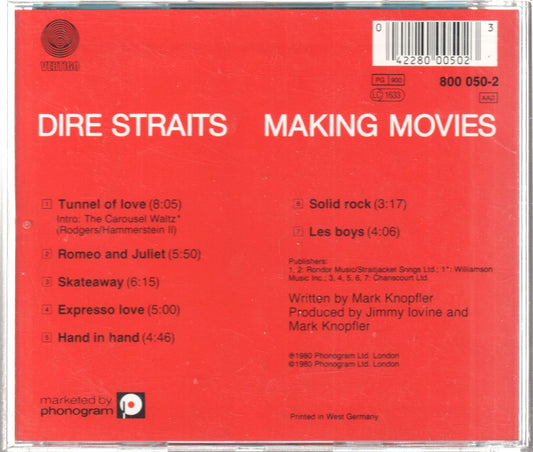 VERTIGO
0 42280 00502 3
PG 900
LC 1633
800 050-2
AAD
DIRE STRAITS MAKING MOVIES
1 Tunnel of love (8:05)
Intro: The Carousel Waltz*
(Rodgers/Hammerstein II)
2 Romeo and Juliet (5:50)
3 Skateaway (6:15)
4 Expresso love (5:00)
5 Hand in hand (4:46)
6 Solid rock (3:17)
7 Les boys (4:06)
Publishers:
1, 2: Rondor Music/Straitjacket Songs Ltd.; 1*: Williamson
Music Inc.; 3, 4, 5, 6, 7: Chariscourt Ltd.
Written by Mark Knopfler
Produced by Jimmy Iovine and
Mark Knopfler
℗1980 Phonogram Ltd. London
©1980 Phonogram Ltd. London
marketed by
phonogram
Printed in West Germany